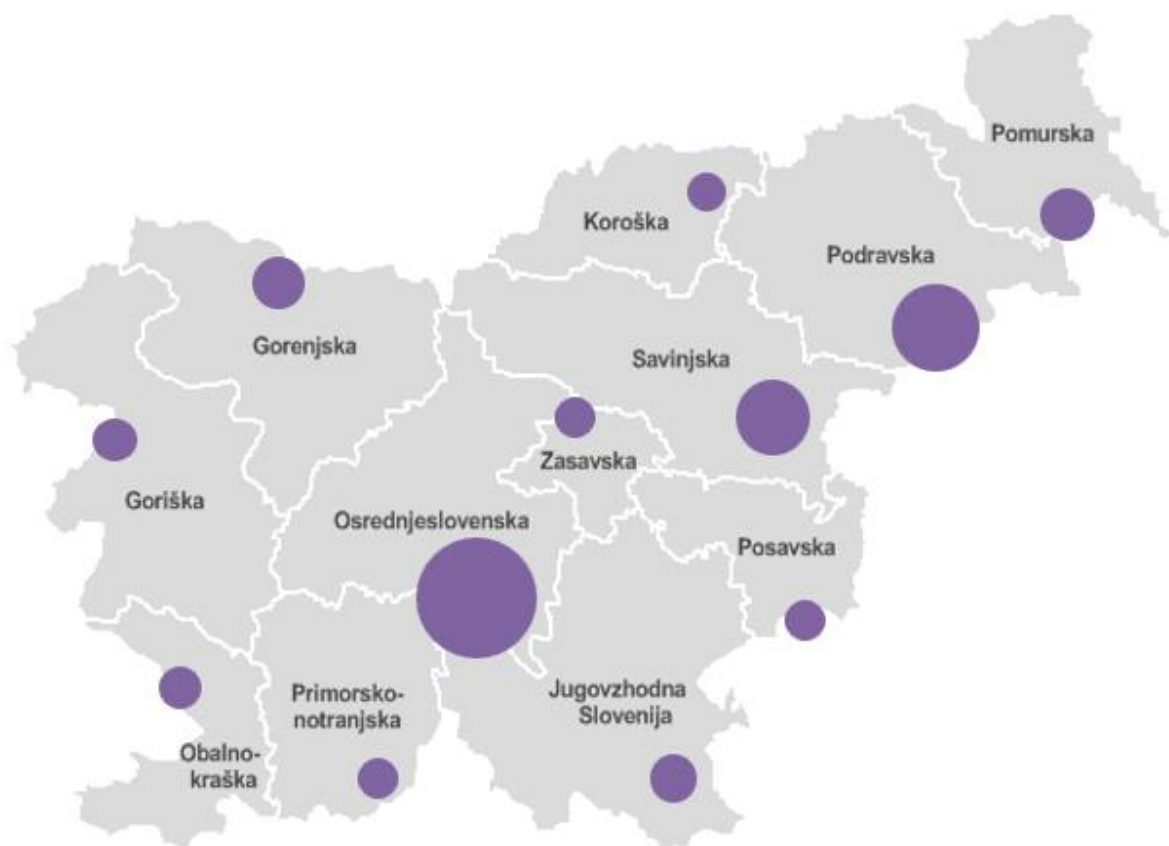 Pomurska
Koroška
Podravska
Gorenjska
Savinjska
Zasavska
Goriška
Osrednjeslovenska
Posavska
Primorsko-
notranjska
Jugovzhodna
Slovenija
Obalno-
kraška